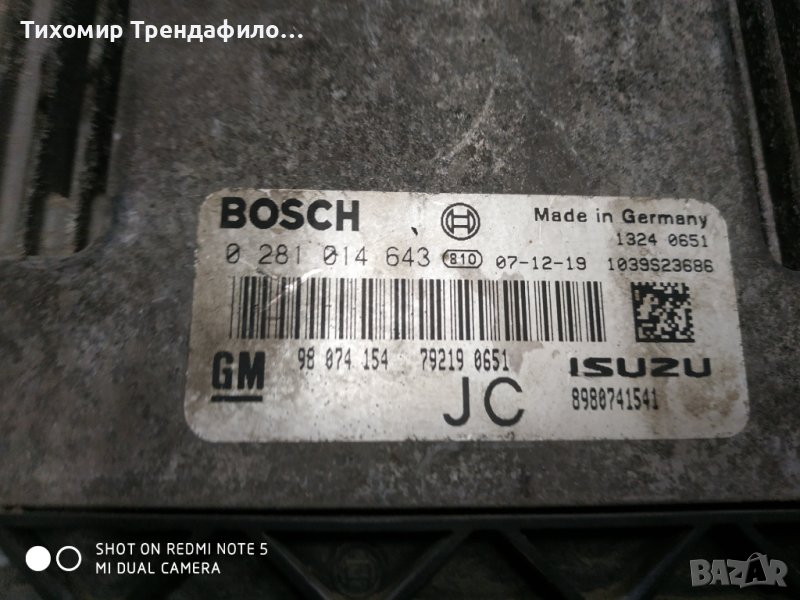 Тихомир Трендафило...
BOSCH
Made in Germany
1324 0651
0 281 014 643 810 07-12-19 1039S23686
98 074 154 79219 0651
GM
ISUZU
JC
8980741541
SHOT ON REDMI NOTE 5
MI DUAL CAMERA
BAZAR